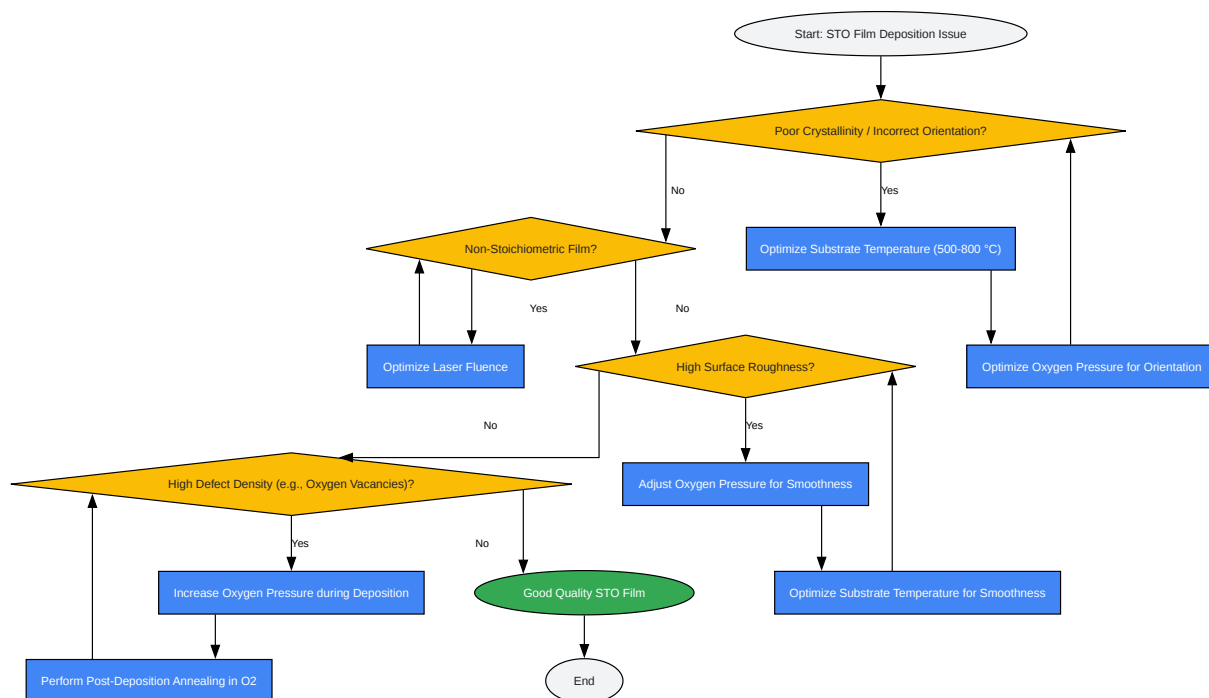 Start: STO Film Deposition Issue
Poor Crystallinity / Incorrect Orientation?
No
Yes
Non-Stoichiometric Film?
Optimize Substrate Temperature (500-800 °C)
Yes
No
Optimize Laser Fluence
High Surface Roughness?
Optimize Oxygen Pressure for Orientation
No
Yes
High Defect Density (e.g., Oxygen Vacancies)?
Adjust Oxygen Pressure for Smoothness
Yes
No
Increase Oxygen Pressure during Deposition
Good Quality STO Film
Optimize Substrate Temperature for Smoothness
Perform Post-Deposition Annealing in O2
End